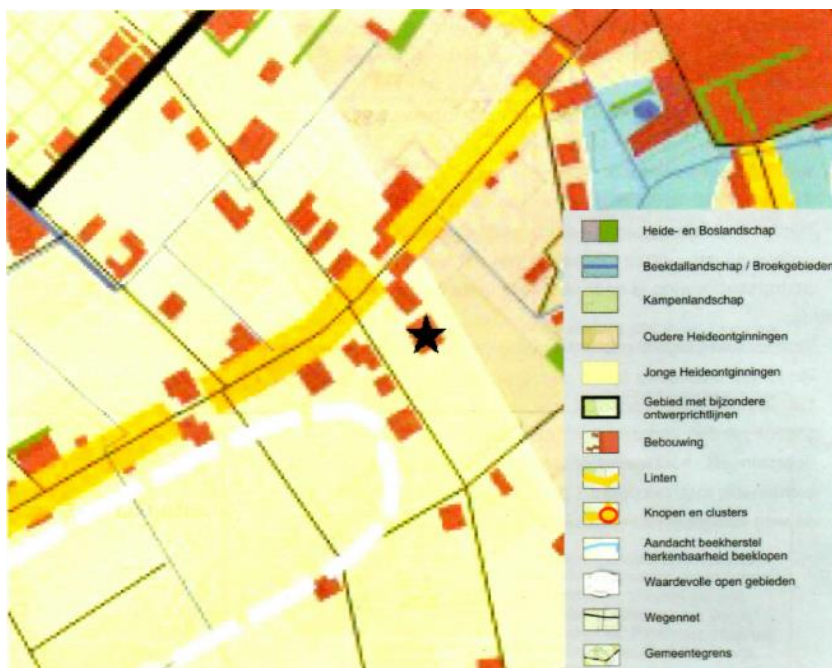 Heide- en Boslandschap
Beekdallandschap / Broekgebieden
Kampenlandschap
Oudere Heideontginningen
Jonge Heideontginningen
Gebied met bijzondere
ontwerprichtlijnen
Bebouwing
Linten
Knopen en clusters
Aandacht beekherstel
herkenbaarheid beeklopen
Waardevolle open gebieden
Wegennet
Gemeentegrens